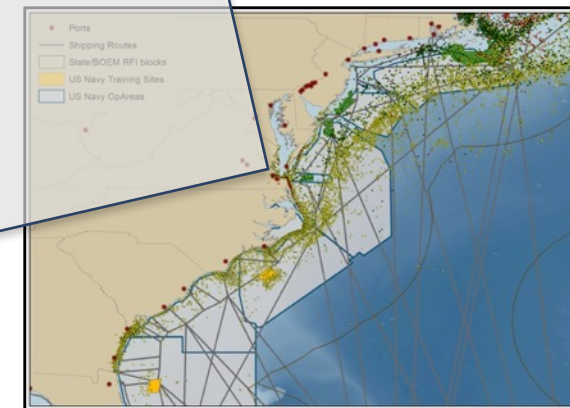 Ports
Shipping Routes
State/BOEM RFI blocks
US Navy Training Sites
US Navy OpAreas